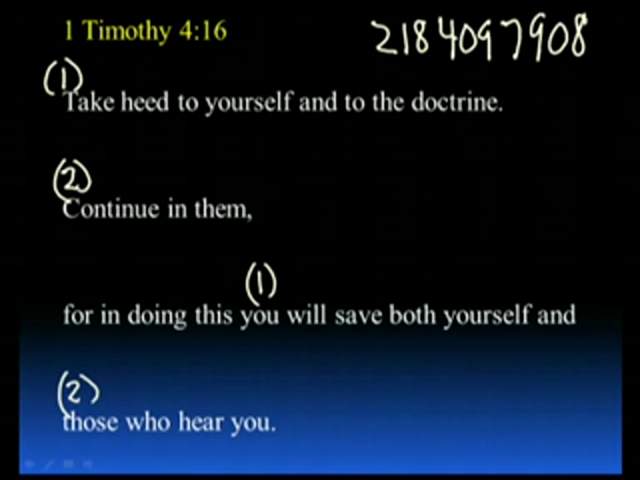 1 Timothy 4:16 2184097908
(1)
Take heed to yourself and to the doctrine.
(2)
Continue in them,
(1)
for in doing this you will save both yourself and
(2)
those who hear you.